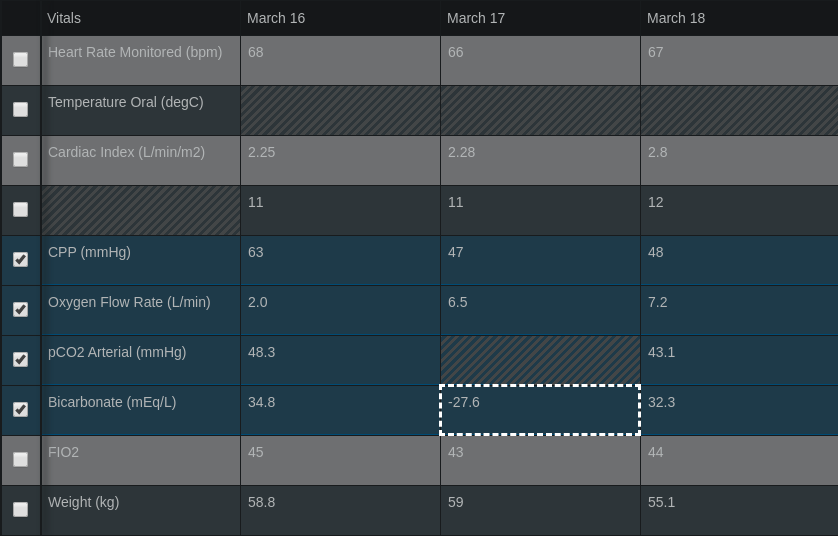 Vitals March 16 March 17 March 18
Heart Rate Monitored (bpm) 68 66 67
Temperature Oral (degC)
Cardiac Index (L/min/m2) 2.25 2.28 2.8
11 11 12
CPP (mmHg) 63 47 48
Oxygen Flow Rate (L/min) 2.0 6.5 7.2
pCO2 Arterial (mmHg) 48.3 43.1
Bicarbonate (mEq/L) 34.8 -27.6 32.3
FIO2 45 43 44
Weight (kg) 58.8 59 55.1